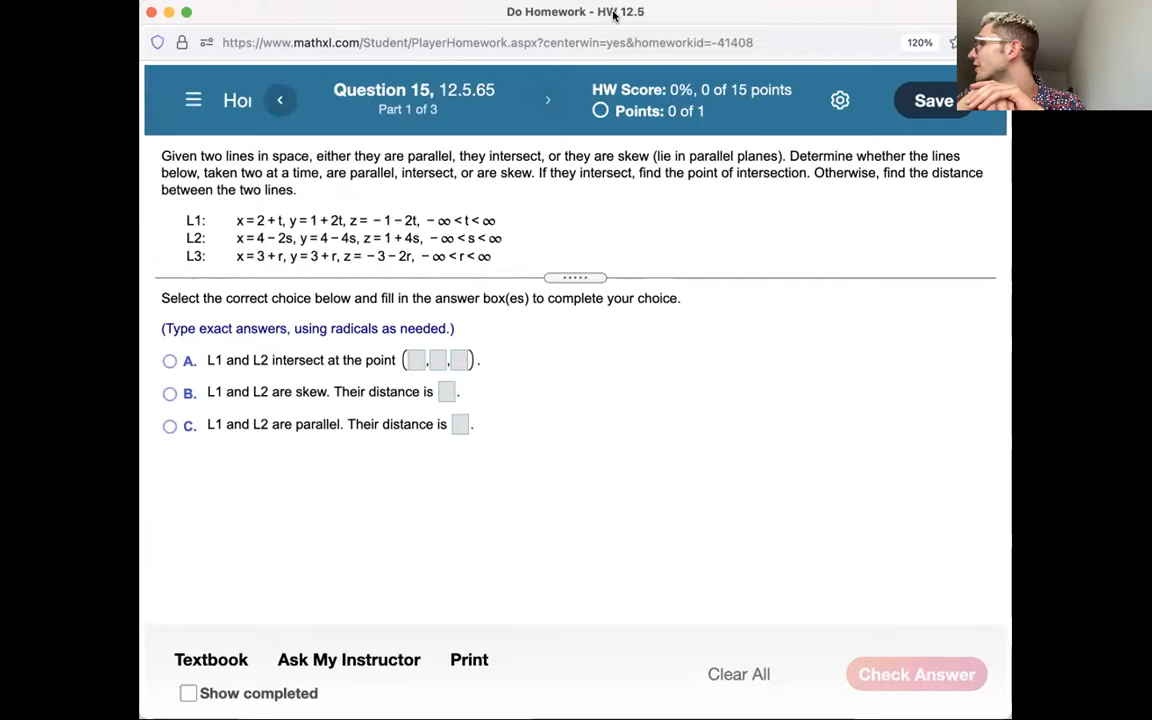 Do Homework - HW 12.5
https://www.mathxl.com/Student/PlayerHomework.aspx?centerwin=yes&homeworkid=-41408
120%
Question 15, 12.5.65
HW Score: 0%, 0 of 15 points
Part 1 of 3
Points: 0 of 1
Save
Given two lines in space, either they are parallel, they intersect, or they are skew (lie in parallel planes). Determine whether the lines
below, taken two at a time, are parallel, intersect, or are skew. If they intersect, find the point of intersection. Otherwise, find the distance
between the two lines.
L1: x = 2 + t, y = 1 + 2t, z = − 1 − 2t, − ∞ < t < ∞
L2: x = 4 − 2s, y = 4 − 4s, z = 1 + 4s, − ∞ < s < ∞
L3: x = 3 + r, y = 3 + r, z = − 3 − 2r, − ∞ < r < ∞
Select the correct choice below and fill in the answer box(es) to complete your choice.
(Type exact answers, using radicals as needed.)
A. L1 and L2 intersect at the point ( , , ).
B. L1 and L2 are skew. Their distance is .
C. L1 and L2 are parallel. Their distance is .
Textbook Ask My Instructor Print
Clear All Check Answer
Show completed